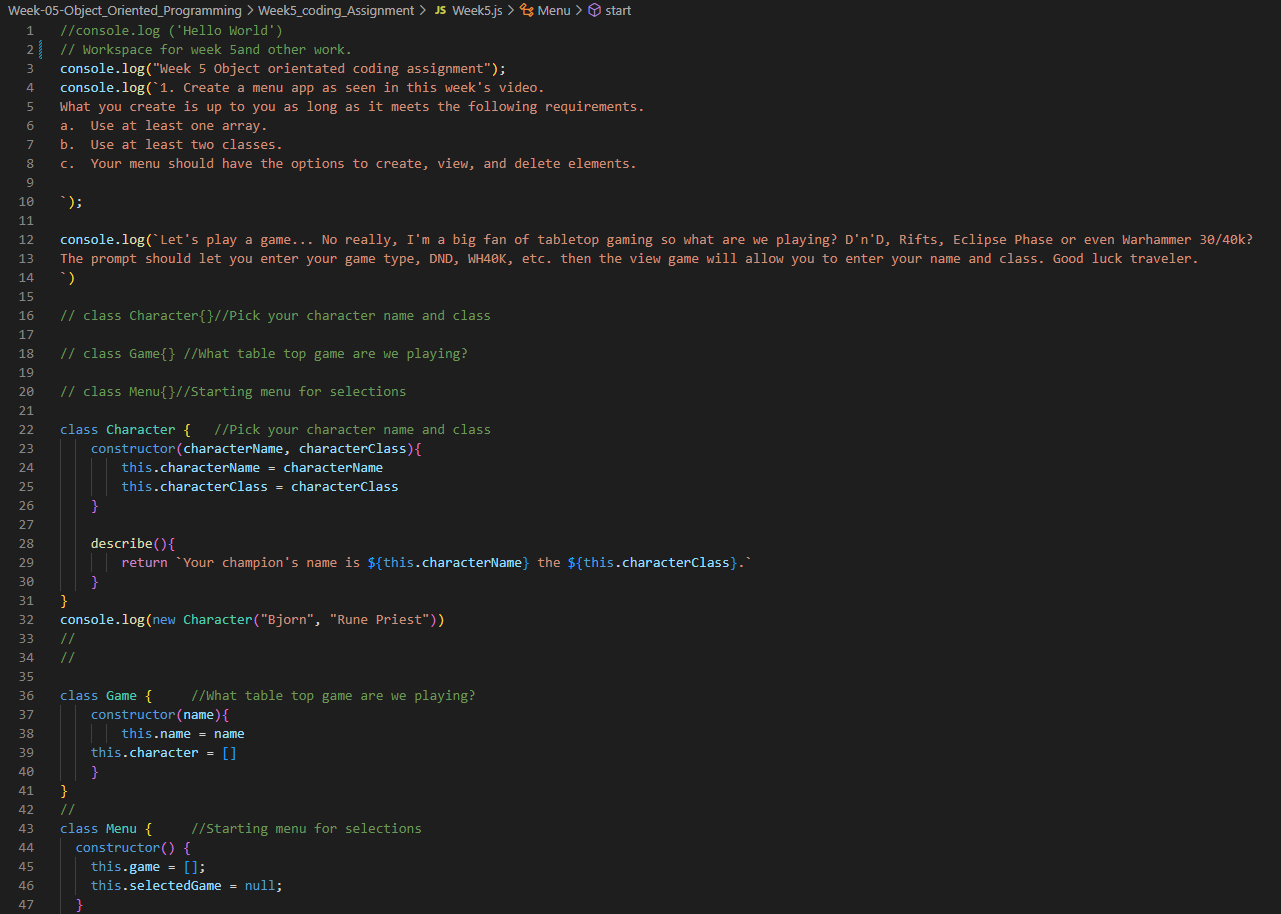 Week-05-Object_Oriented_Programming > Week5_coding_Assignment > JS Week5.js > Menu > start
1 //console.log ('Hello World')
2 // Workspace for week 5and other work.
3 console.log("Week 5 Object orientated coding assignment");
4 console.log(`1. Create a menu app as seen in this week's video.
5 What you create is up to you as long as it meets the following requirements.
6 a.  Use at least one array.
7 b.  Use at least two classes.
8 c.  Your menu should have the options to create, view, and delete elements.
9
10 `);
11
12 console.log(`Let's play a game... No really, I'm a big fan of tabletop gaming so what are we playing? D'n'D, Rifts, Eclipse Phase or even Warhammer 30/40k?
13 The prompt should let you enter your game type, DND, WH40K, etc. then the view game will allow you to enter your name and class. Good luck traveler.
14 `)
15
16 // class Character{}//Pick your character name and class
17
18 // class Game{} //What table top game are we playing?
19
20 // class Menu{}//Starting menu for selections
21
22 class Character {   //Pick your character name and class
23     constructor(characterName, characterClass){
24         this.characterName = characterName
25         this.characterClass = characterClass
26     }
27
28     describe(){
29         return `Your champion's name is ${this.characterName} the ${this.characterClass}.`
30     }
31 }
32 console.log(new Character("Bjorn", "Rune Priest"))
33 //
34 //
35
36 class Game {     //What table top game are we playing?
37     constructor(name){
38         this.name = name
39     this.character = []
40     }
41 }
42 //
43 class Menu {     //Starting menu for selections
44   constructor() {
45     this.game = [];
46     this.selectedGame = null;
47   }